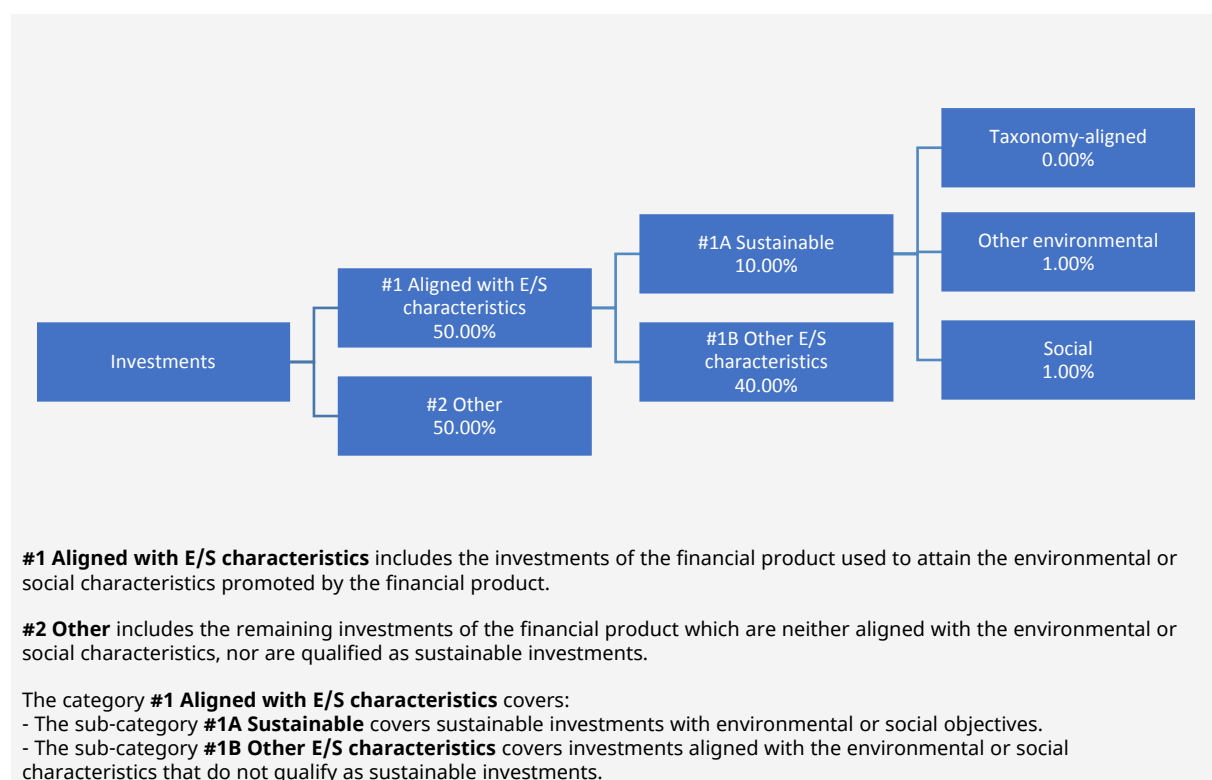 Investments
#1 Aligned with E/S
characteristics
50.00%
#2 Other
50.00%
#1A Sustainable
10.00%
#1B Other E/S
characteristics
40.00%
Taxonomy-aligned
0.00%
Other environmental
1.00%
Social
1.00%
#1 Aligned with E/S characteristics includes the investments of the financial product used to attain the environmental or
social characteristics promoted by the financial product.
#2 Other includes the remaining investments of the financial product which are neither aligned with the environmental or
social characteristics, nor are qualified as sustainable investments.
The category #1 Aligned with E/S characteristics covers:
- The sub-category #1A Sustainable covers sustainable investments with environmental or social objectives.
- The sub-category #1B Other E/S characteristics covers investments aligned with the environmental or social
characteristics that do not qualify as sustainable investments.